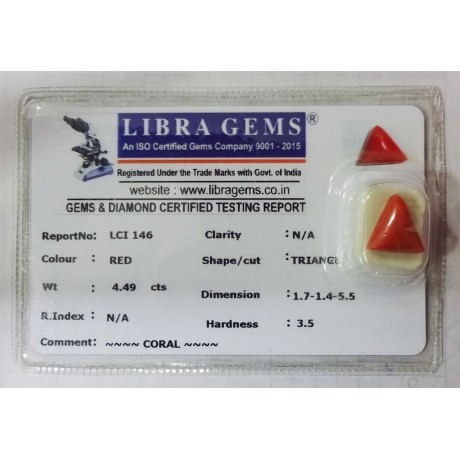 LIBRA GEMS ®
An ISO Certified Gems Company 9001 - 2015
Registered Under the Trade Marks with Govt. of India
website : www.libragems.co.in
GEMS & DIAMOND CERTIFIED TESTING REPORT
ReportNo: LCI 146 Clarity : N/A
Colour : RED Shape/cut : TRIANGL
Wt : 4.49 cts Dimension : 1.7-1.4-5.5
R.Index : N/A Hardness : 3.5
Comment: ~~~~ CORAL ~~~~